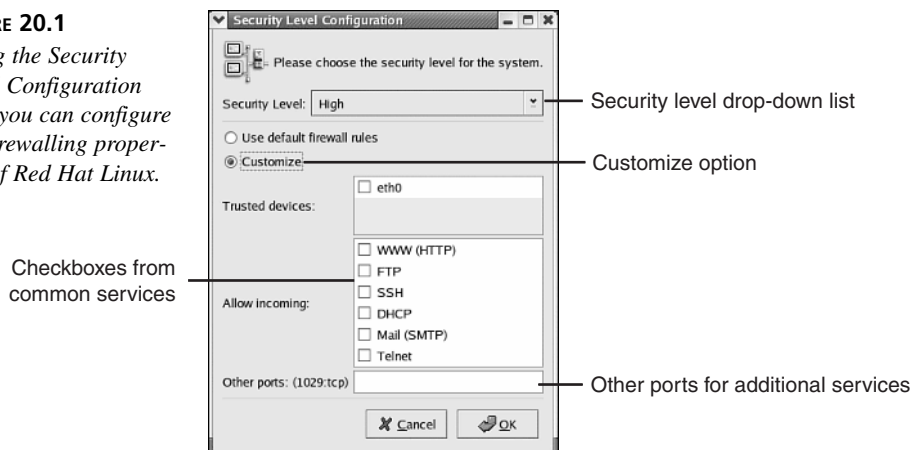 RE 20.1
g the Security
Configuration
you can configure
rewalling proper-
f Red Hat Linux.
Security Level Configuration
Please choose the security level for the system.
Security Level: High
Security level drop-down list
Use default firewall rules
Customize
Customize option
Trusted devices:
eth0
Checkboxes from
common services
Allow incoming:
WWW (HTTP)
FTP
SSH
DHCP
Mail (SMTP)
Telnet
Other ports: (1029:tcp)
Other ports for additional services
Cancel
OK